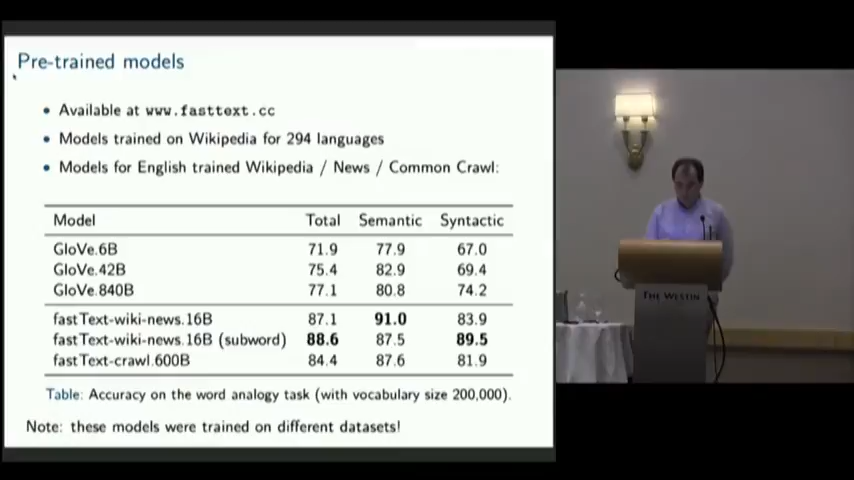 Pre-trained models
• Available at www.fasttext.cc
• Models trained on Wikipedia for 294 languages
• Models for English trained Wikipedia / News / Common Crawl:
Model Total Semantic Syntactic
GloVe.6B 71.9 77.9 67.0
GloVe.42B 75.4 82.9 69.4
GloVe.840B 77.1 80.8 74.2
fastText-wiki-news.16B 87.1 91.0 83.9
fastText-wiki-news.16B (subword) 88.6 87.5 89.5
fastText-crawl.600B 84.4 87.6 81.9
Table: Accuracy on the word analogy task (with vocabulary size 200,000).
Note: these models were trained on different datasets!
THE WESTIN